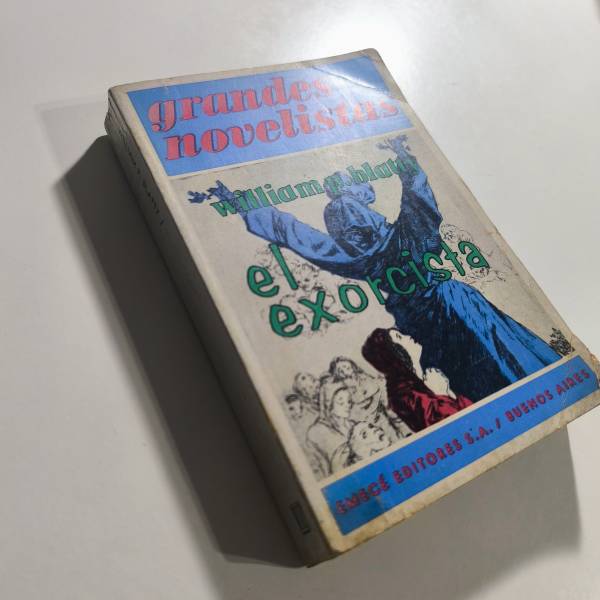 grandes
novelistas
william p. blatty
el
exorcista
EMECÉ EDITORES S.A. / BUENOS AIRES